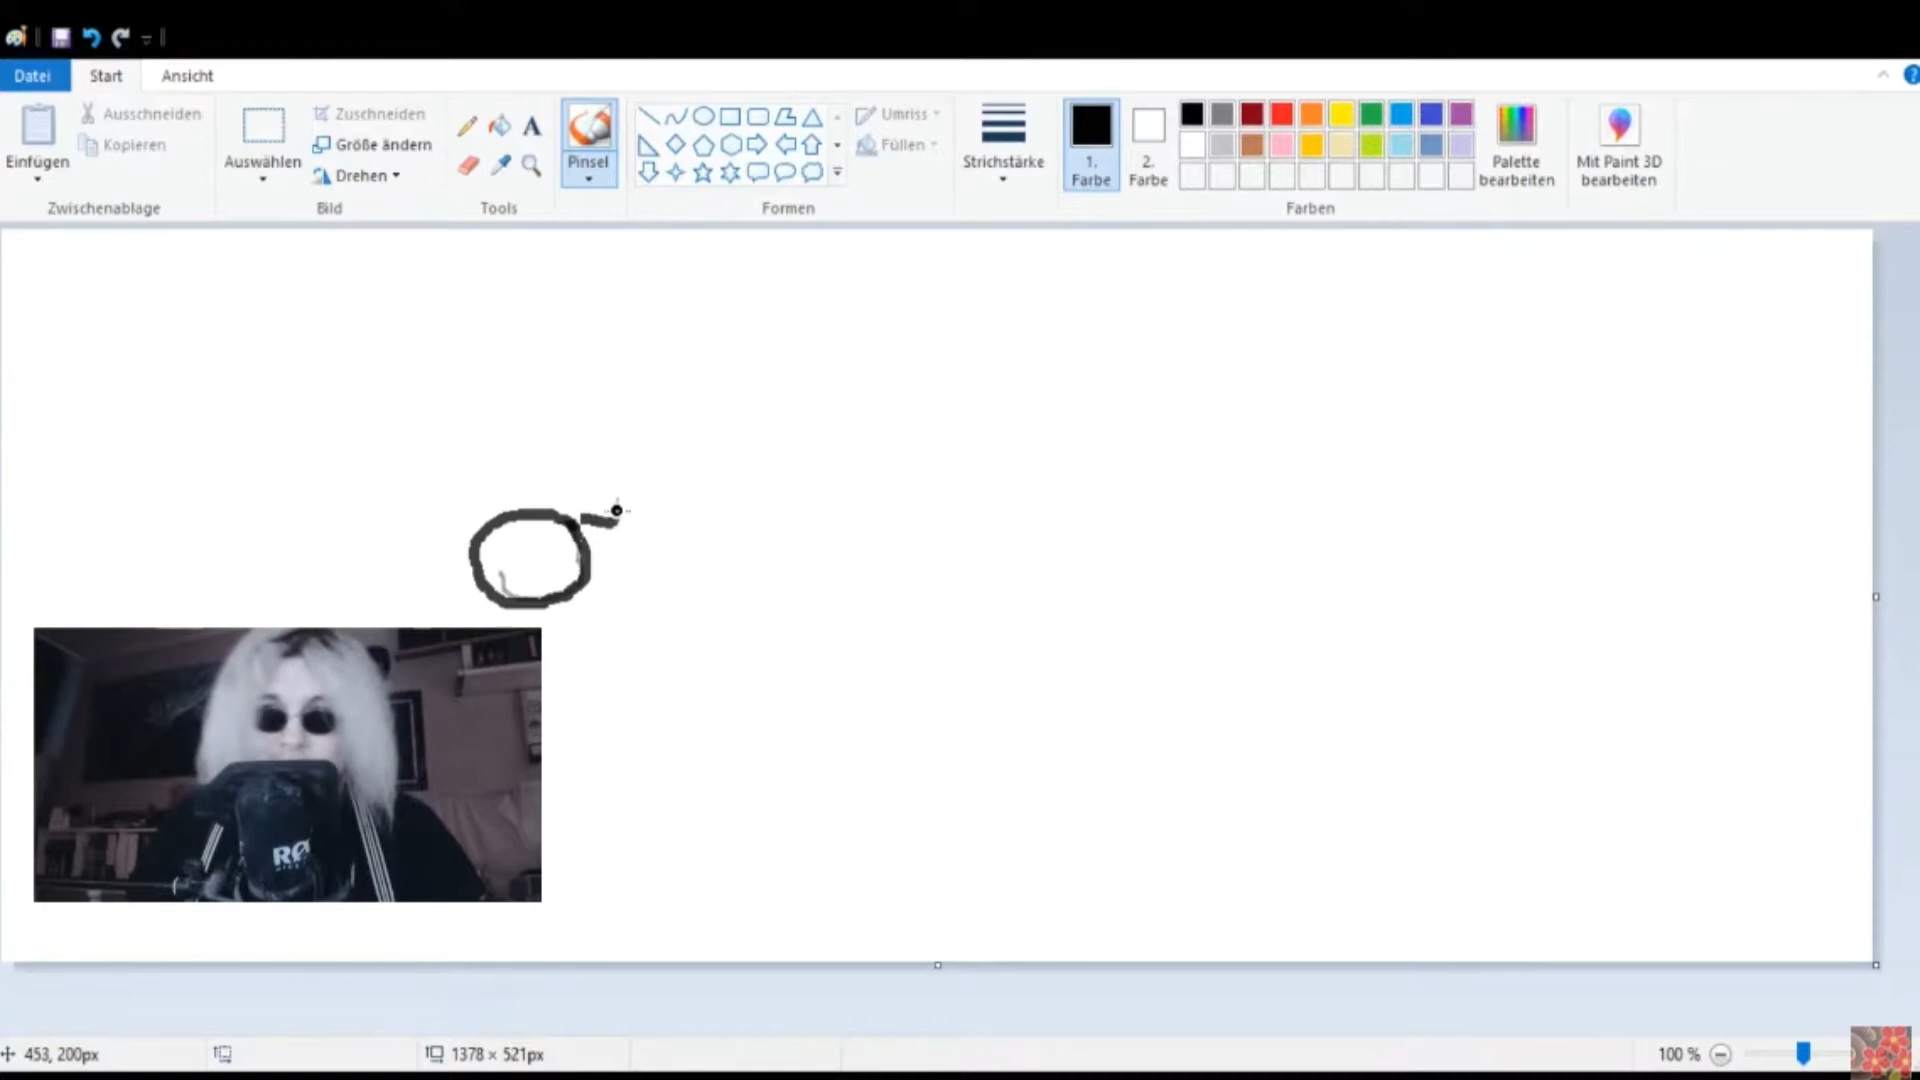 Datei Start Ansicht
Ausschneiden Zuschneiden Umriss
Kopieren Größe ändern A Füllen
Einfügen Auswählen Drehen Pinsel Strichstärke 1. Farbe 2. Farbe Palette bearbeiten Mit Paint 3D bearbeiten
Zwischenablage Bild Tools Formen Farben
RØ
453, 200px 1378 × 521px 100 %